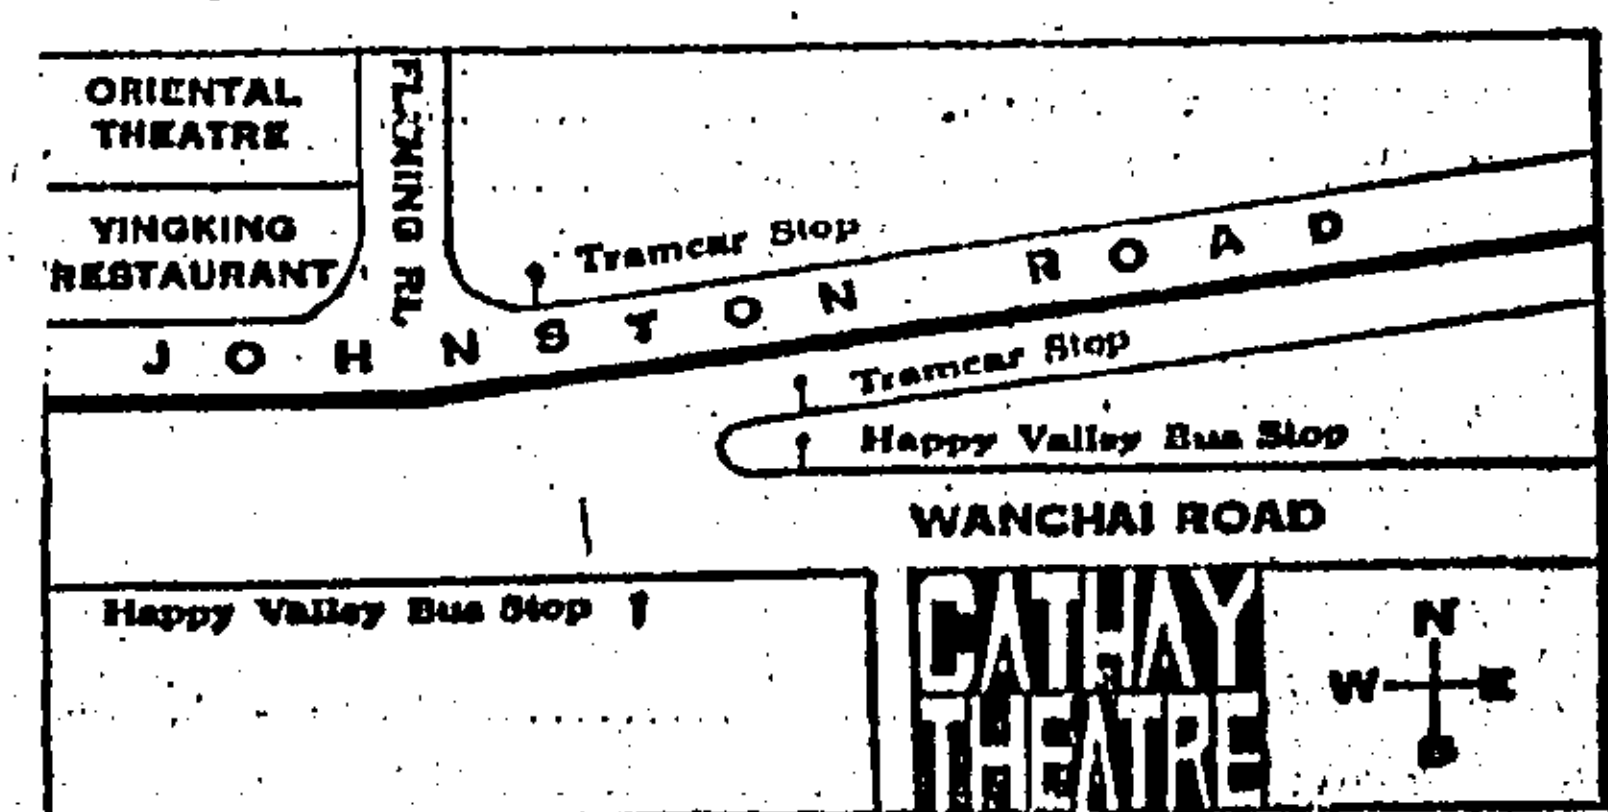 ORIENTAL
THEATRE
YINGKING
RESTAURANT
FLEMING RD.
Tramcar Stop
JOHNSTON ROAD
Tramcar Stop
Happy Valley Bus Stop
WANCHAI ROAD
Happy Valley Bus Stop
CATHAY
THEATRE
N
W E
S